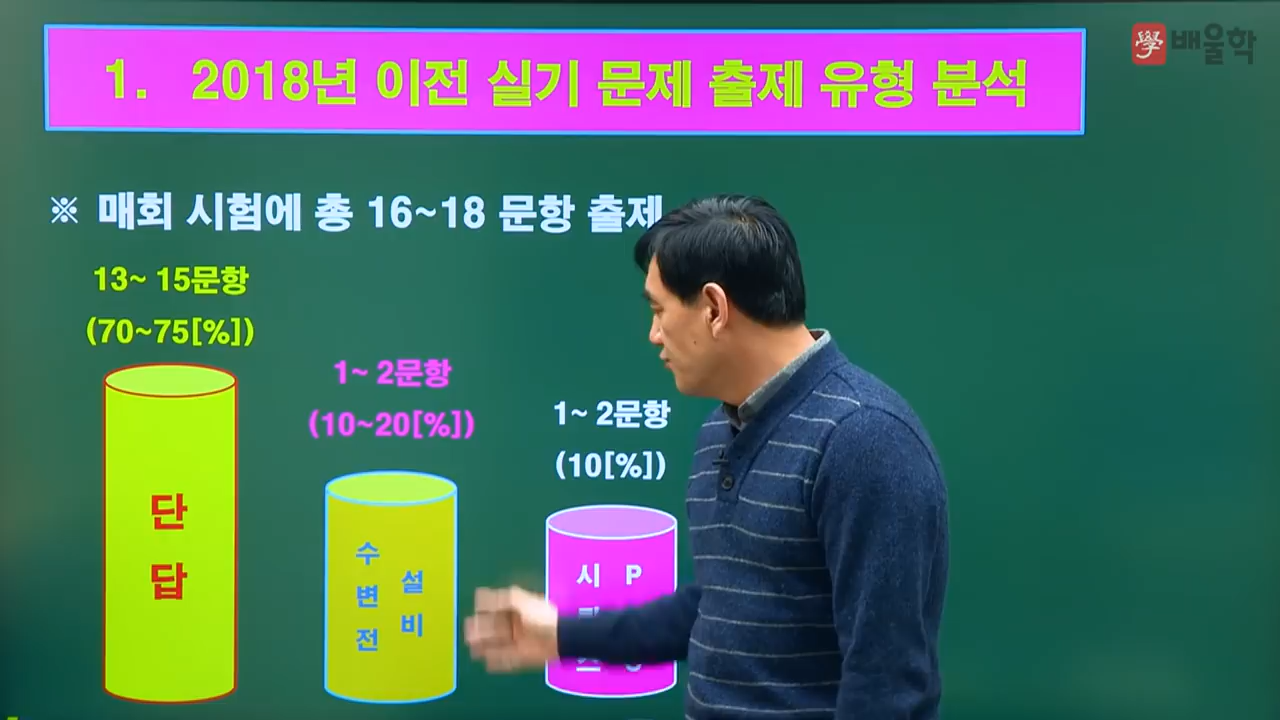 1. 2018년 이전 실기 문제 출제 유형 분석
學 배울학
※ 매회 시험에 총 16~18 문항 출제
13~ 15문항
(70~75[%])
1~ 2문항
(10~20[%])
1~ 2문항
(10[%])
단
답
수
변
전
설
비
시
P